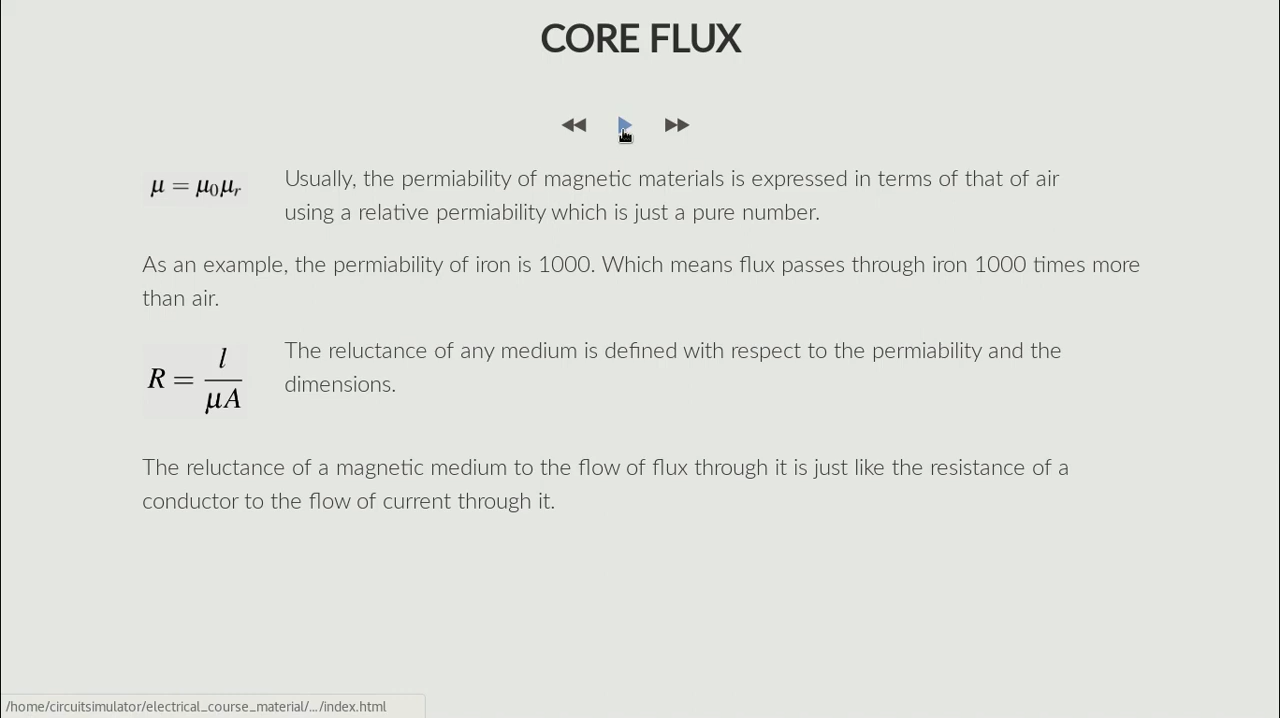 CORE FLUX
μ = μ₀μᵣ
Usually, the permiability of magnetic materials is expressed in terms of that of air
using a relative permiability which is just a pure number.
As an example, the permiability of iron is 1000. Which means flux passes through iron 1000 times more
than air.
R = l / μA
The reluctance of any medium is defined with respect to the permiability and the
dimensions.
The reluctance of a magnetic medium to the flow of flux through it is just like the resistance of a
conductor to the flow of current through it.
/home/circuitsimulator/electrical_course_material/.../index.html